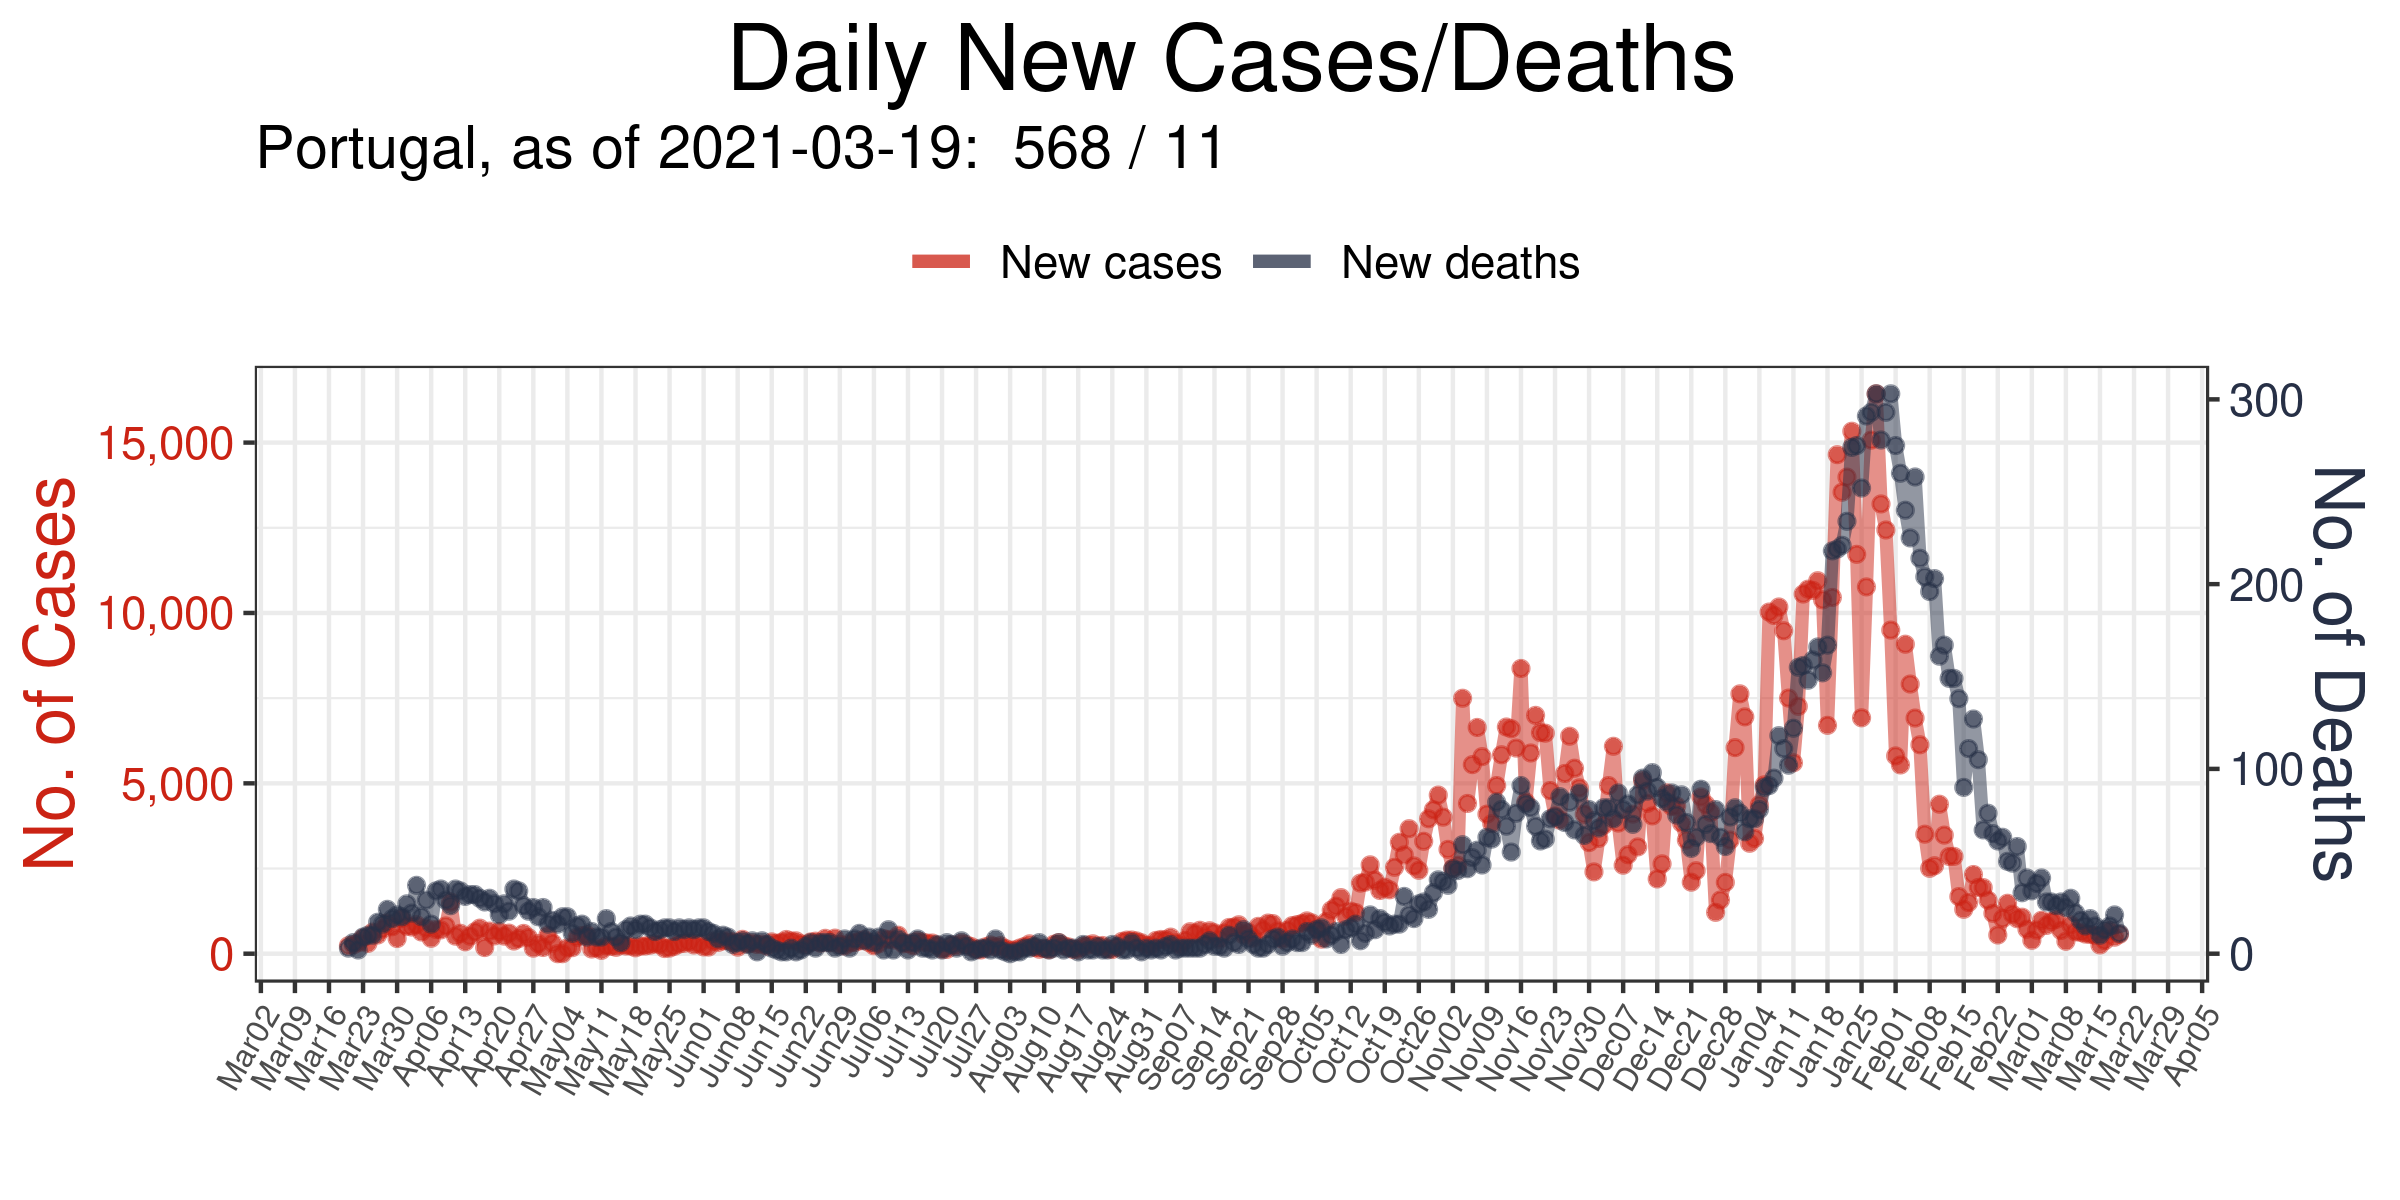 Daily New Cases/Deaths
Portugal, as of 2021-03-19:  568 / 11
New cases New deaths
No. of Cases
15,000
10,000
5,000
0
300
200
100
0
No. of Deaths
Mar02 Mar09 Mar16 Mar23 Mar30 Apr06 Apr13 Apr20 Apr27 May04 May11 May18 May25 Jun01 Jun08 Jun15 Jun22 Jun29 Jul06 Jul13 Jul20 Jul27 Aug03 Aug10 Aug17 Aug24 Aug31 Sep07 Sep14 Sep21 Sep28 Oct05 Oct12 Oct19 Oct26 Nov02 Nov09 Nov16 Nov23 Nov30 Dec07 Dec14 Dec21 Dec28 Jan04 Jan11 Jan18 Jan25 Feb01 Feb08 Feb15 Feb22 Mar01 Mar08 Mar15 Mar22 Mar29 Apr05